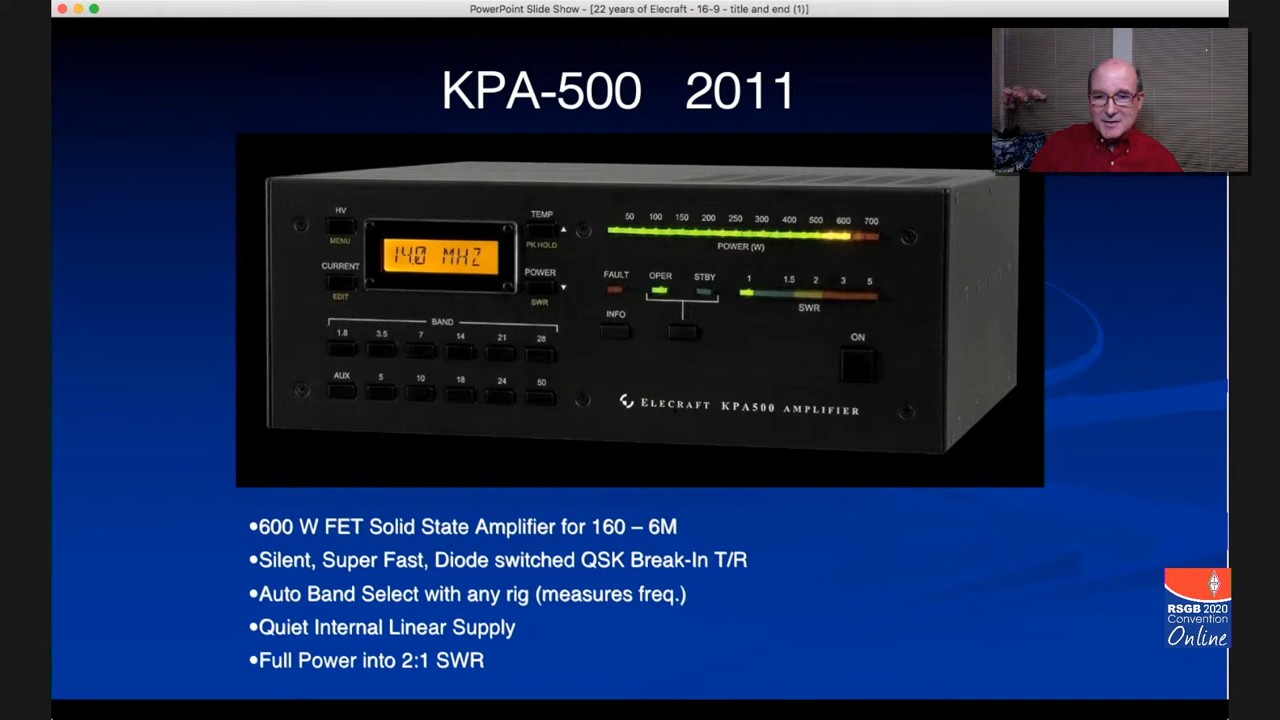 PowerPoint Slide Show - [22 years of Elecraft - 16-9 - title and end (1)]
KPA-500 2011
HV
MENU
CURRENT
EDIT
14.0 MHZ
TEMP
PK HOLD
POWER
SWR
BAND
1.8 3.5 7 14 21 28
AUX 5 10 18 24 50
50 100 150 200 250 300 400 500 600 700
POWER (W)
FAULT OPER STBY
1 1.5 2 3 5
SWR
INFO
ON
ELECRAFT KPA500 AMPLIFIER
•600 W FET Solid State Amplifier for 160 – 6M
•Silent, Super Fast, Diode switched QSK Break-In T/R
•Auto Band Select with any rig (measures freq.)
•Quiet Internal Linear Supply
•Full Power into 2:1 SWR
RSGB 2020
Convention
Online